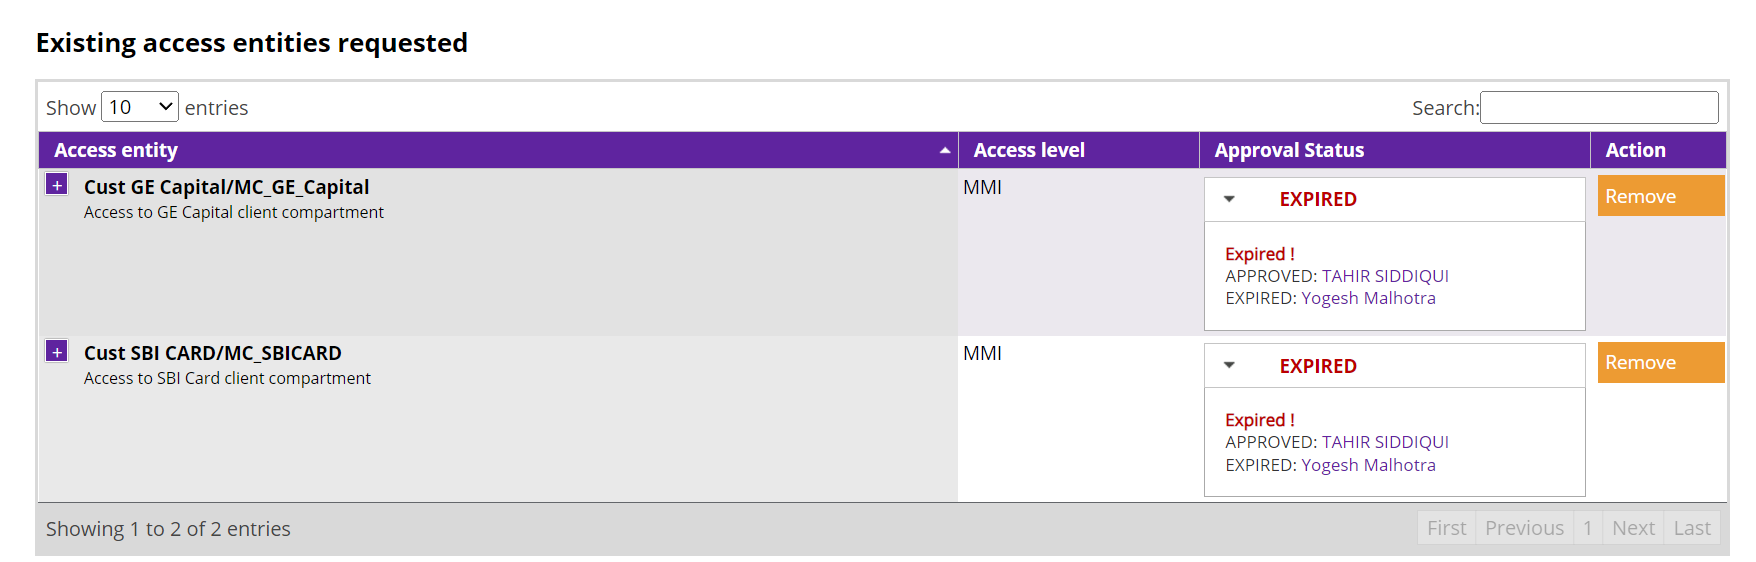 Existing access entities requested
Show 10 entries Search:
Access entity Access level Approval Status Action
+ Cust GE Capital/MC_GE_Capital MMI EXPIRED Remove
Access to GE Capital client compartment
Expired !
APPROVED: TAHIR SIDDIQUI
EXPIRED: Yogesh Malhotra
+ Cust SBI CARD/MC_SBICARD MMI EXPIRED Remove
Access to SBI Card client compartment
Expired !
APPROVED: TAHIR SIDDIQUI
EXPIRED: Yogesh Malhotra
Showing 1 to 2 of 2 entries First Previous 1 Next Last